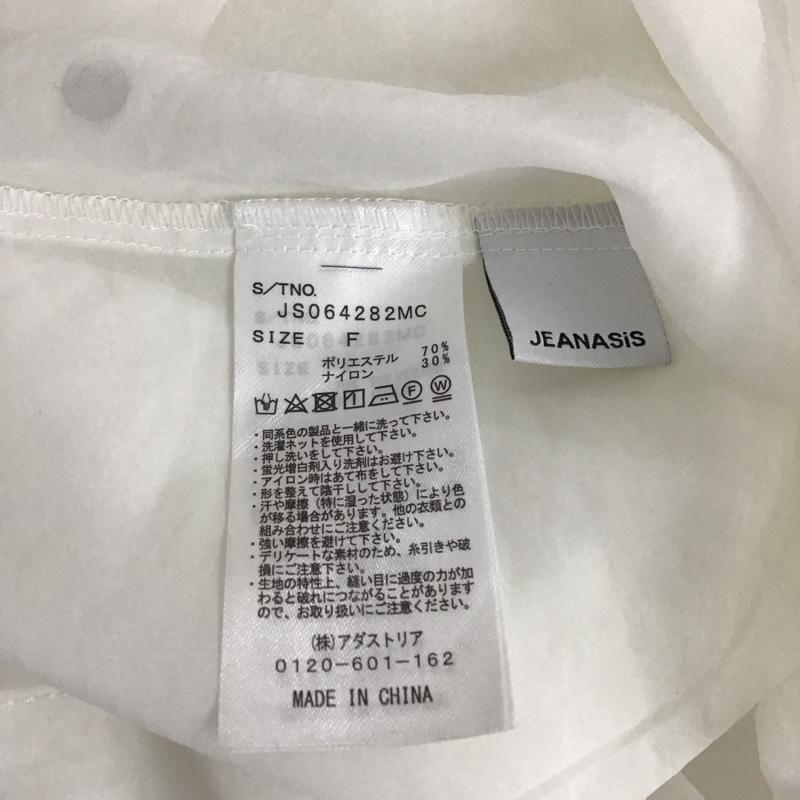 S/TNO.
JS064282MC
SIZE F
ポリエステル 70%
ナイロン 30%
・同系色の製品と一緒に洗って下さい。
・洗濯ネットを使用して下さい。
・押し洗いをして下さい。
・蛍光増白剤入り洗剤はお避け下さい。
・アイロン時はあて布をして下さい。
・形を整えて陰干しして下さい。
・汗や摩擦（特に湿った状態）により色
が移る場合があります。他の衣類との
組み合わせにご注意ください。
・強い摩擦を避けて下さい。
・デリケートな素材のため、糸引きや破
損にご注意下さい。
・生地の特性上、縫い目に過度の力が加
わると破れにつながることがあります
ので、お取り扱いにご注意ください。
(株)アダストリア
0120-601-162
MADE IN CHINA
JEANASiS